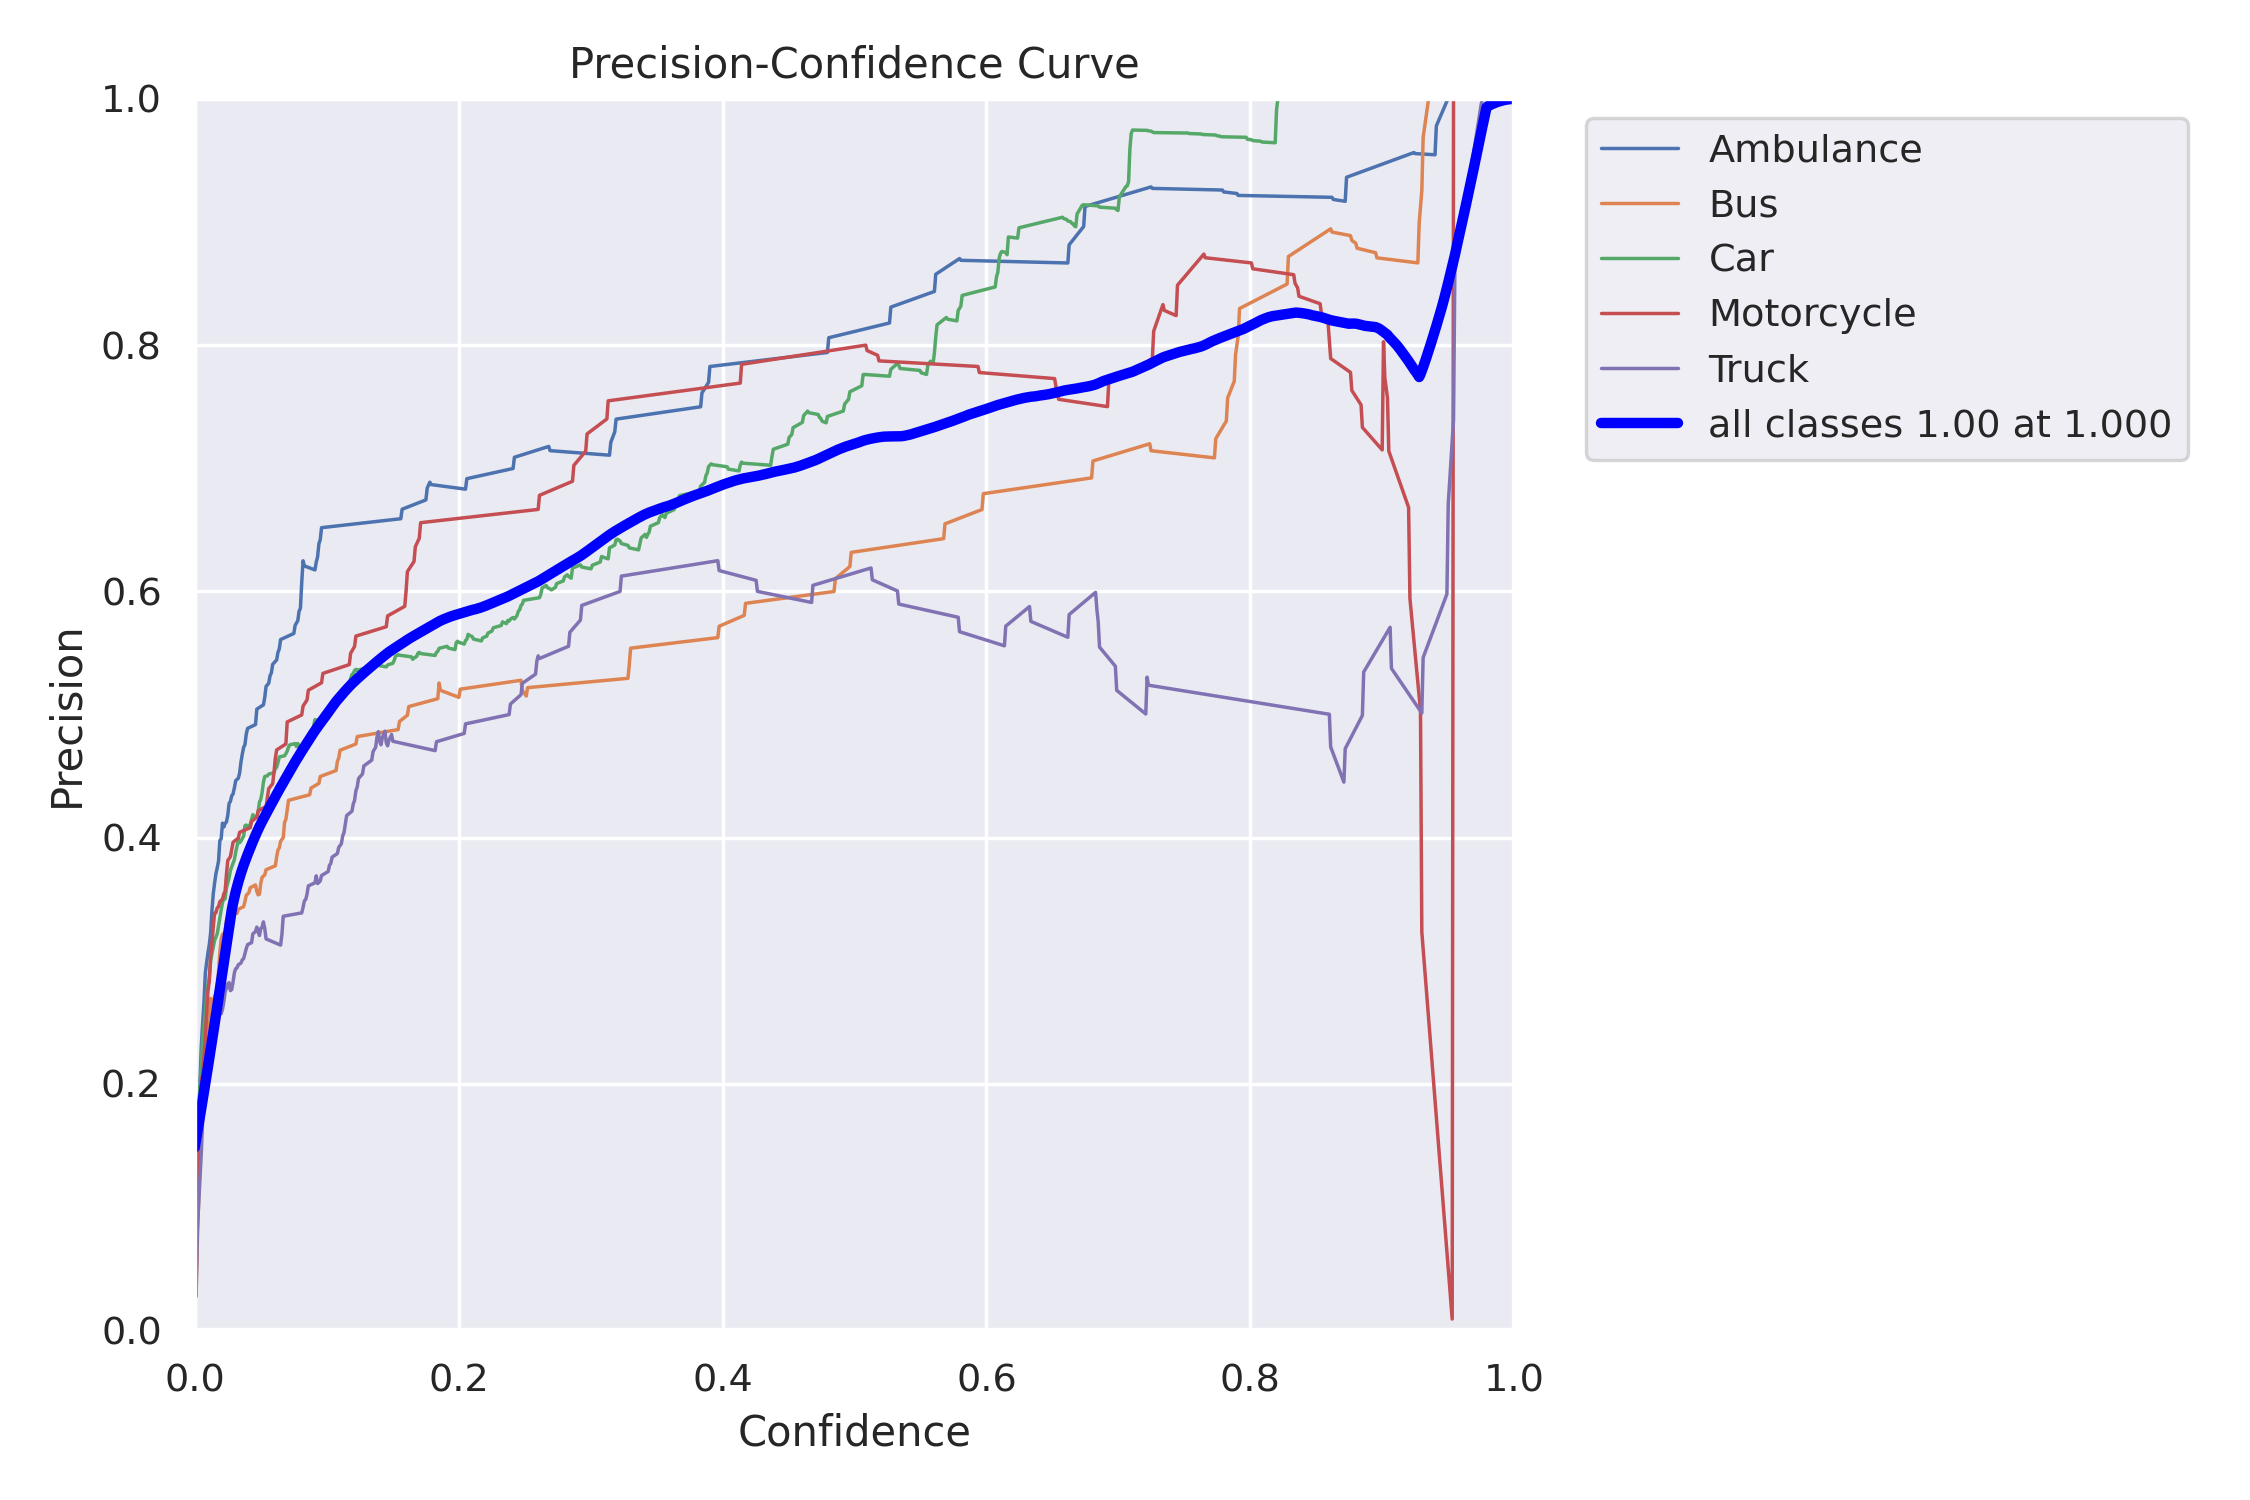 Precision-Confidence Curve
1.0
0.8
0.6
0.4
0.2
0.0
Precision
0.0 0.2 0.4 0.6 0.8 1.0
Confidence
Ambulance
Bus
Car
Motorcycle
Truck
all classes 1.00 at 1.000